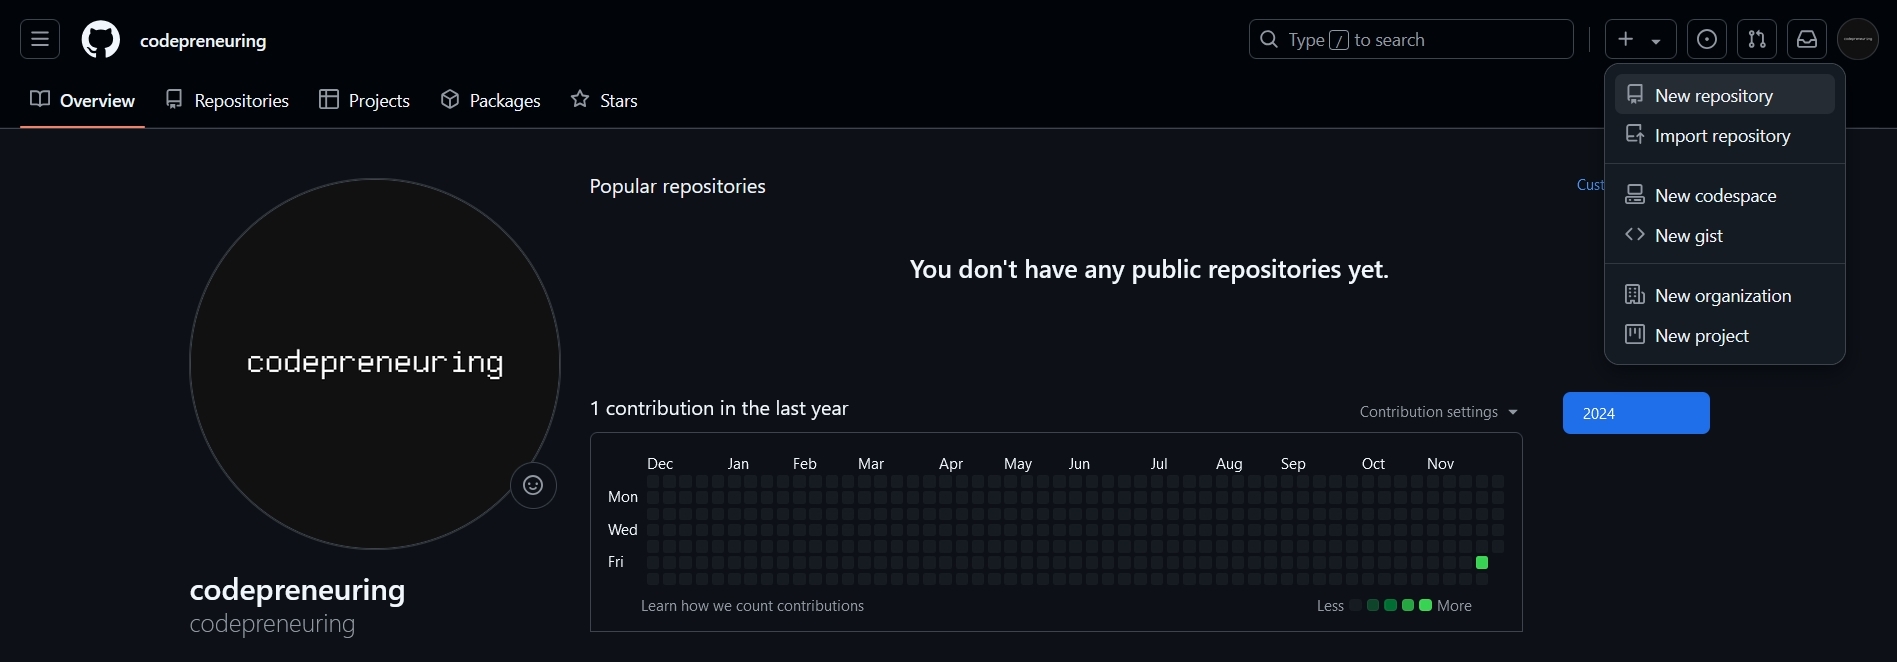 codepreneuring
Type / to search
Overview Repositories Projects Packages Stars
New repository
Import repository
New codespace
New gist
New organization
New project
Popular repositories
Cust
You don't have any public repositories yet.
codepreneuring
1 contribution in the last year
Contribution settings
2024
Dec Jan Feb Mar Apr May Jun Jul Aug Sep Oct Nov
Mon
Wed
Fri
Learn how we count contributions
Less More
codepreneuring
codepreneuring